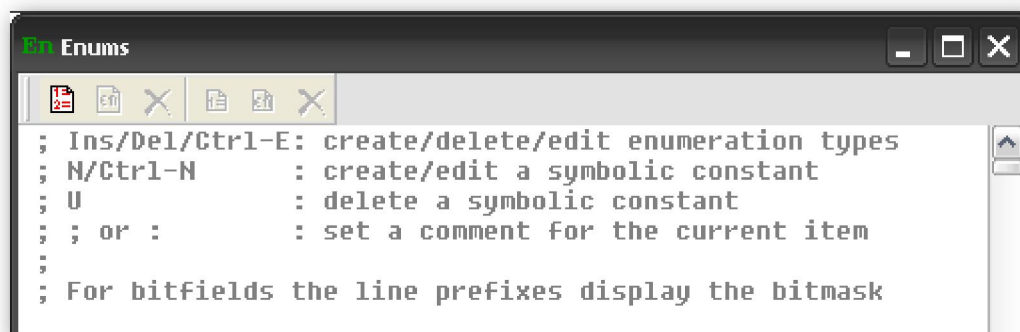 En Enums
; Ins/Del/Ctrl-E: create/delete/edit enumeration types
; N/Ctrl-N      : create/edit a symbolic constant
; U             : delete a symbolic constant
; ; or :        : set a comment for the current item
;
; For bitfields the line prefixes display the bitmask